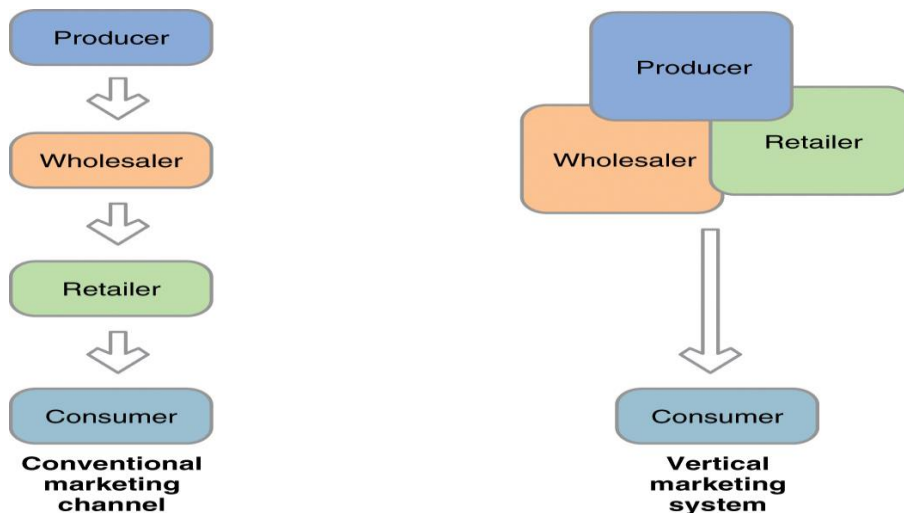 Producer
Wholesaler
Retailer
Consumer
Conventional
marketing
channel
Producer
Wholesaler
Retailer
Consumer
Vertical
marketing
system